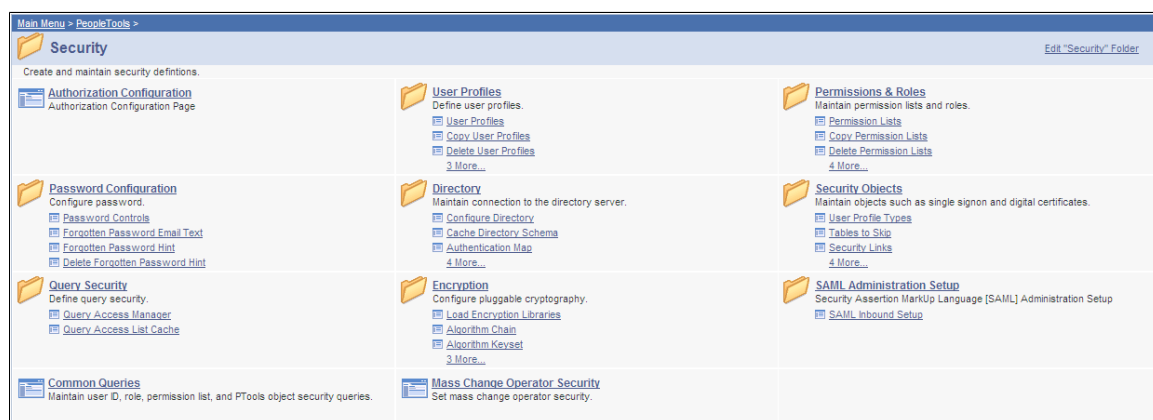 Main Menu > PeopleTools >
Security
Edit "Security" Folder
Create and maintain security defintions.
Authorization Configuration
Authorization Configuration Page
User Profiles
Define user profiles.
User Profiles
Copy User Profiles
Delete User Profiles
3 More...
Permissions & Roles
Maintain permission lists and roles.
Permission Lists
Copy Permission Lists
Delete Permission Lists
4 More...
Password Configuration
Configure password.
Password Controls
Forgotten Password Email Text
Forgotten Password Hint
Delete Forgotten Password Hint
Directory
Maintain connection to the directory server.
Configure Directory
Cache Directory Schema
Authentication Map
4 More...
Security Objects
Maintain objects such as single signon and digital certificates.
User Profile Types
Tables to Skip
Security Links
4 More...
Query Security
Define query security.
Query Access Manager
Query Access List Cache
Encryption
Configure pluggable cryptography.
Load Encryption Libraries
Algorithm Chain
Algorithm Keyset
3 More...
SAML Administration Setup
Security Assertion MarkUp Language [SAML] Administration Setup
SAML Inbound Setup
Common Queries
Maintain user ID, role, permission list, and PTools object security queries.
Mass Change Operator Security
Set mass change operator security.